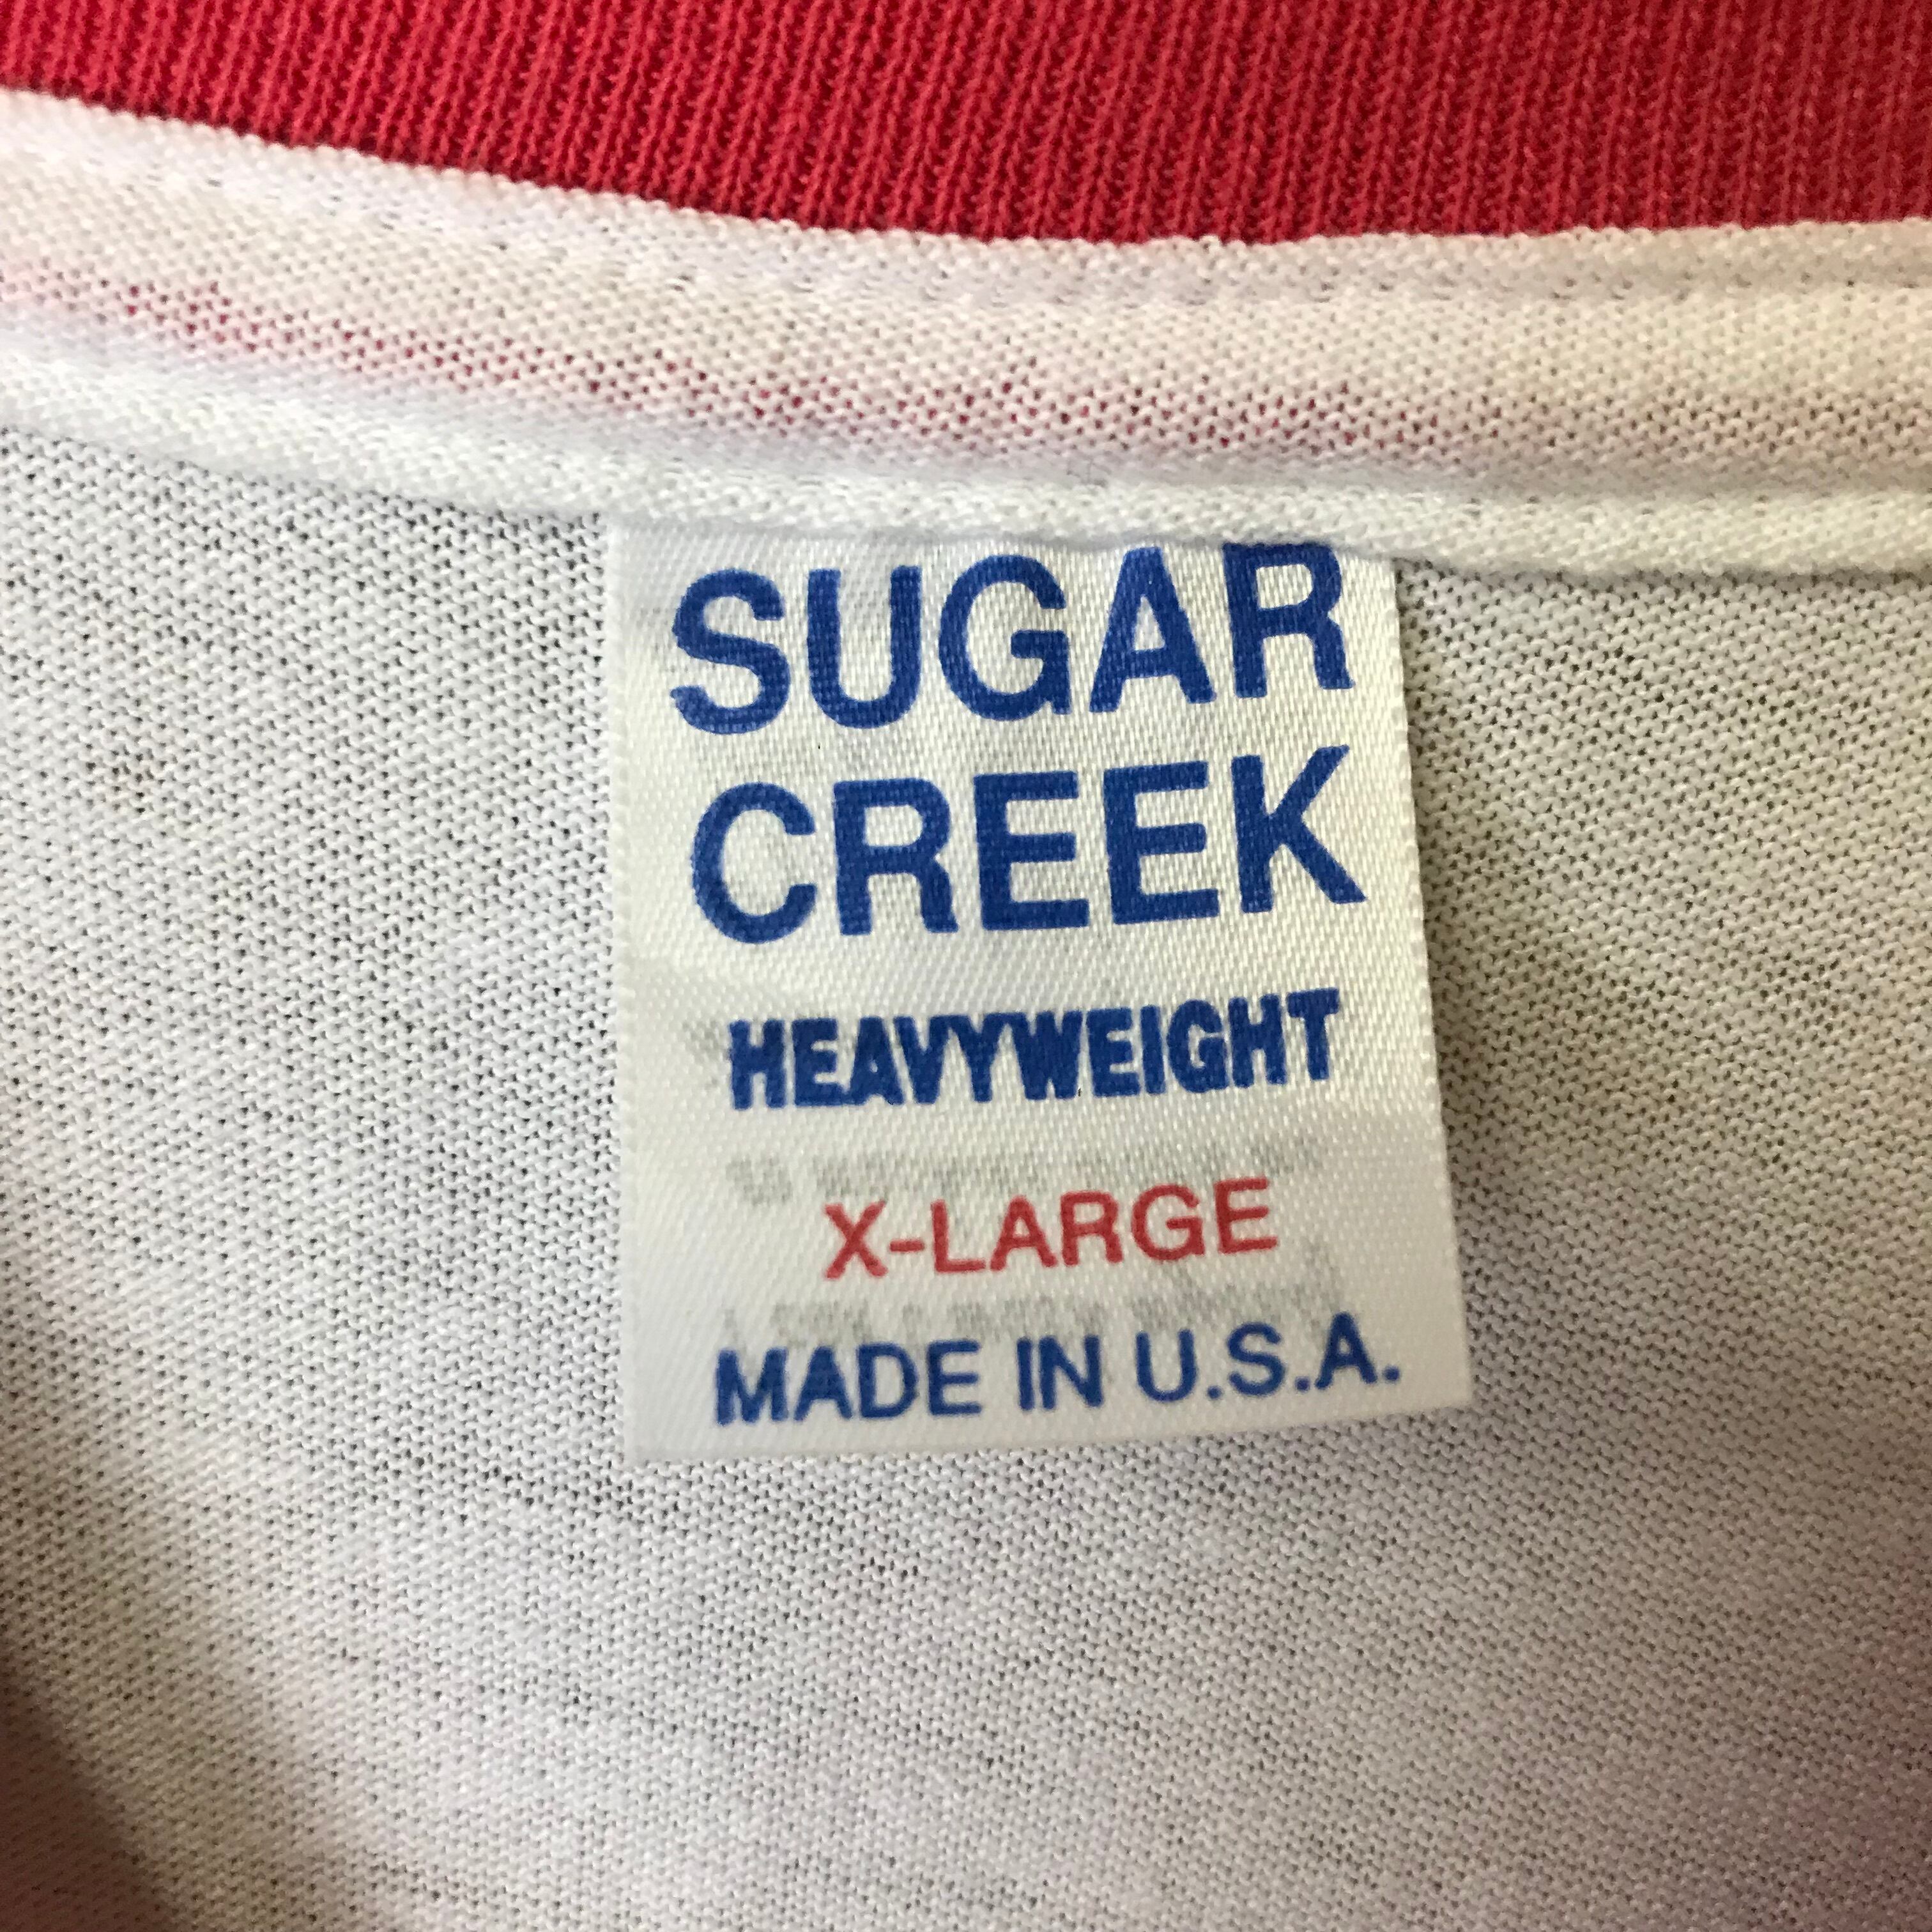 SUGAR
CREEK
HEAVYWEIGHT
X-LARGE
MADE IN U.S.A.